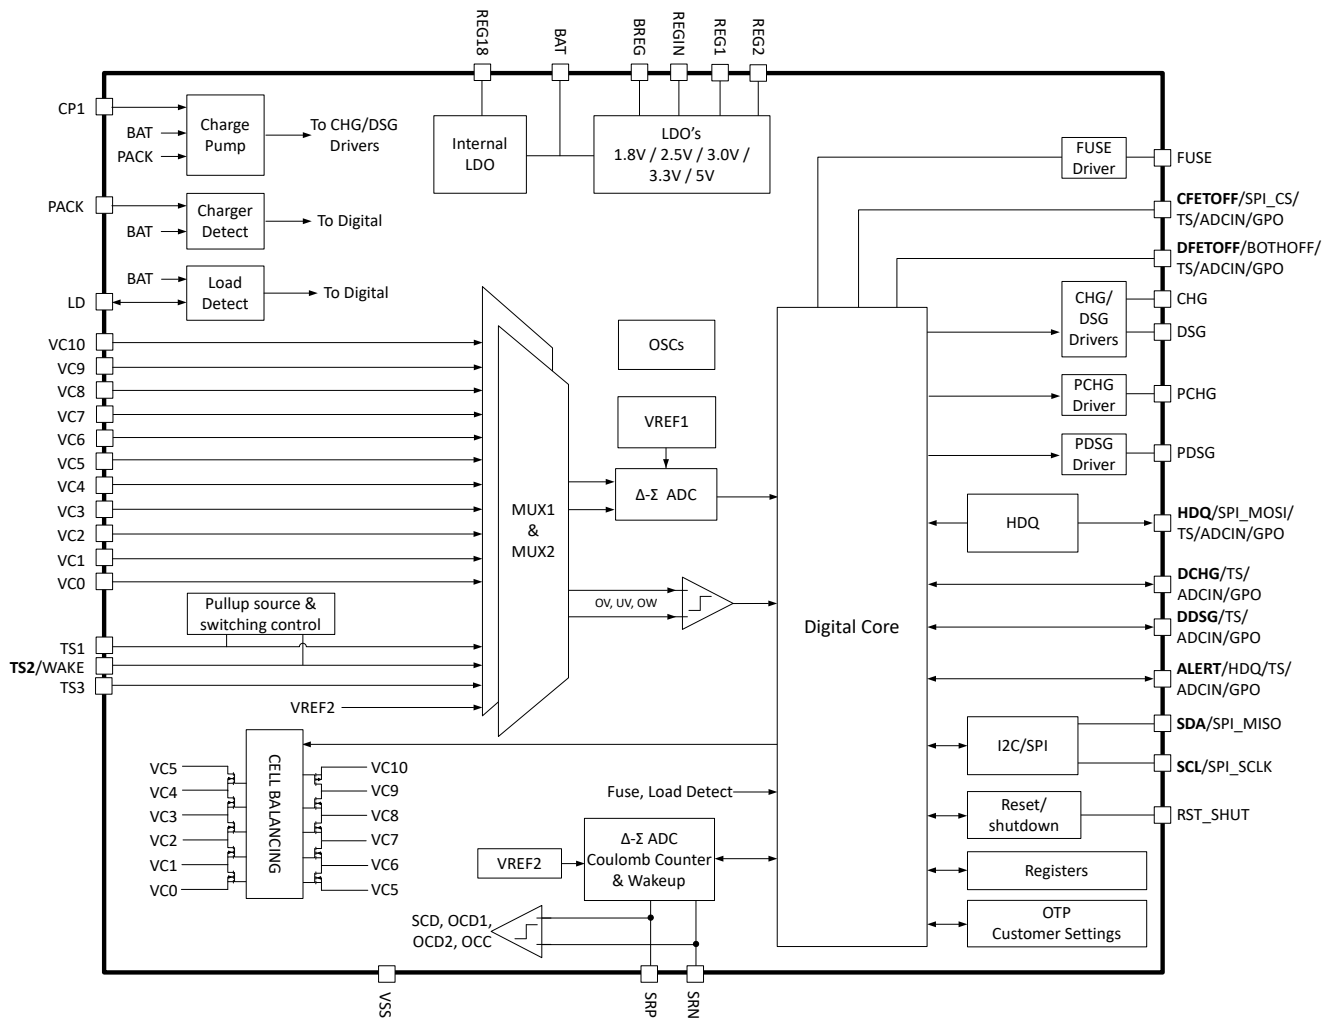 REG18
BAT
BREG
REGIN
REG1
REG2
CP1
BAT
PACK
Charge
Pump
To CHG/DSG
Drivers
Internal
LDO
LDO's
1.8V / 2.5V / 3.0V /
3.3V / 5V
FUSE
Driver
FUSE
PACK
BAT
Charger
Detect
To Digital
CFETOFF/SPI_CS/
TS/ADCIN/GPO
DFETOFF/BOTHOFF/
TS/ADCIN/GPO
BAT
LD
Load
Detect
To Digital
CHG/
DSG
Drivers
CHG
DSG
VC10
VC9
VC8
VC7
VC6
VC5
VC4
VC3
VC2
VC1
VC0
OSCs
VREF1
Δ-Σ ADC
MUX1
&
MUX2
OV, UV, OW
Digital Core
PCHG
Driver
PCHG
PDSG
Driver
PDSG
HDQ
HDQ/SPI_MOSI/
TS/ADCIN/GPO
DCHG/TS/
ADCIN/GPO
DDSG/TS/
ADCIN/GPO
ALERT/HDQ/TS/
ADCIN/GPO
Pullup source &
switching control
TS1
TS2/WAKE
TS3
VREF2
I2C/SPI
SDA/SPI_MISO
SCL/SPI_SCLK
VC5
VC4
VC3
VC2
VC1
VC0
CELL BALANCING
VC10
VC9
VC8
VC7
VC6
VC5
Fuse, Load Detect
Reset/
shutdown
RST_SHUT
VREF2
Δ-Σ ADC
Coulomb Counter
& Wakeup
Registers
OTP
Customer Settings
SCD, OCD1,
OCD2, OCC
VSS
SRP
SRN